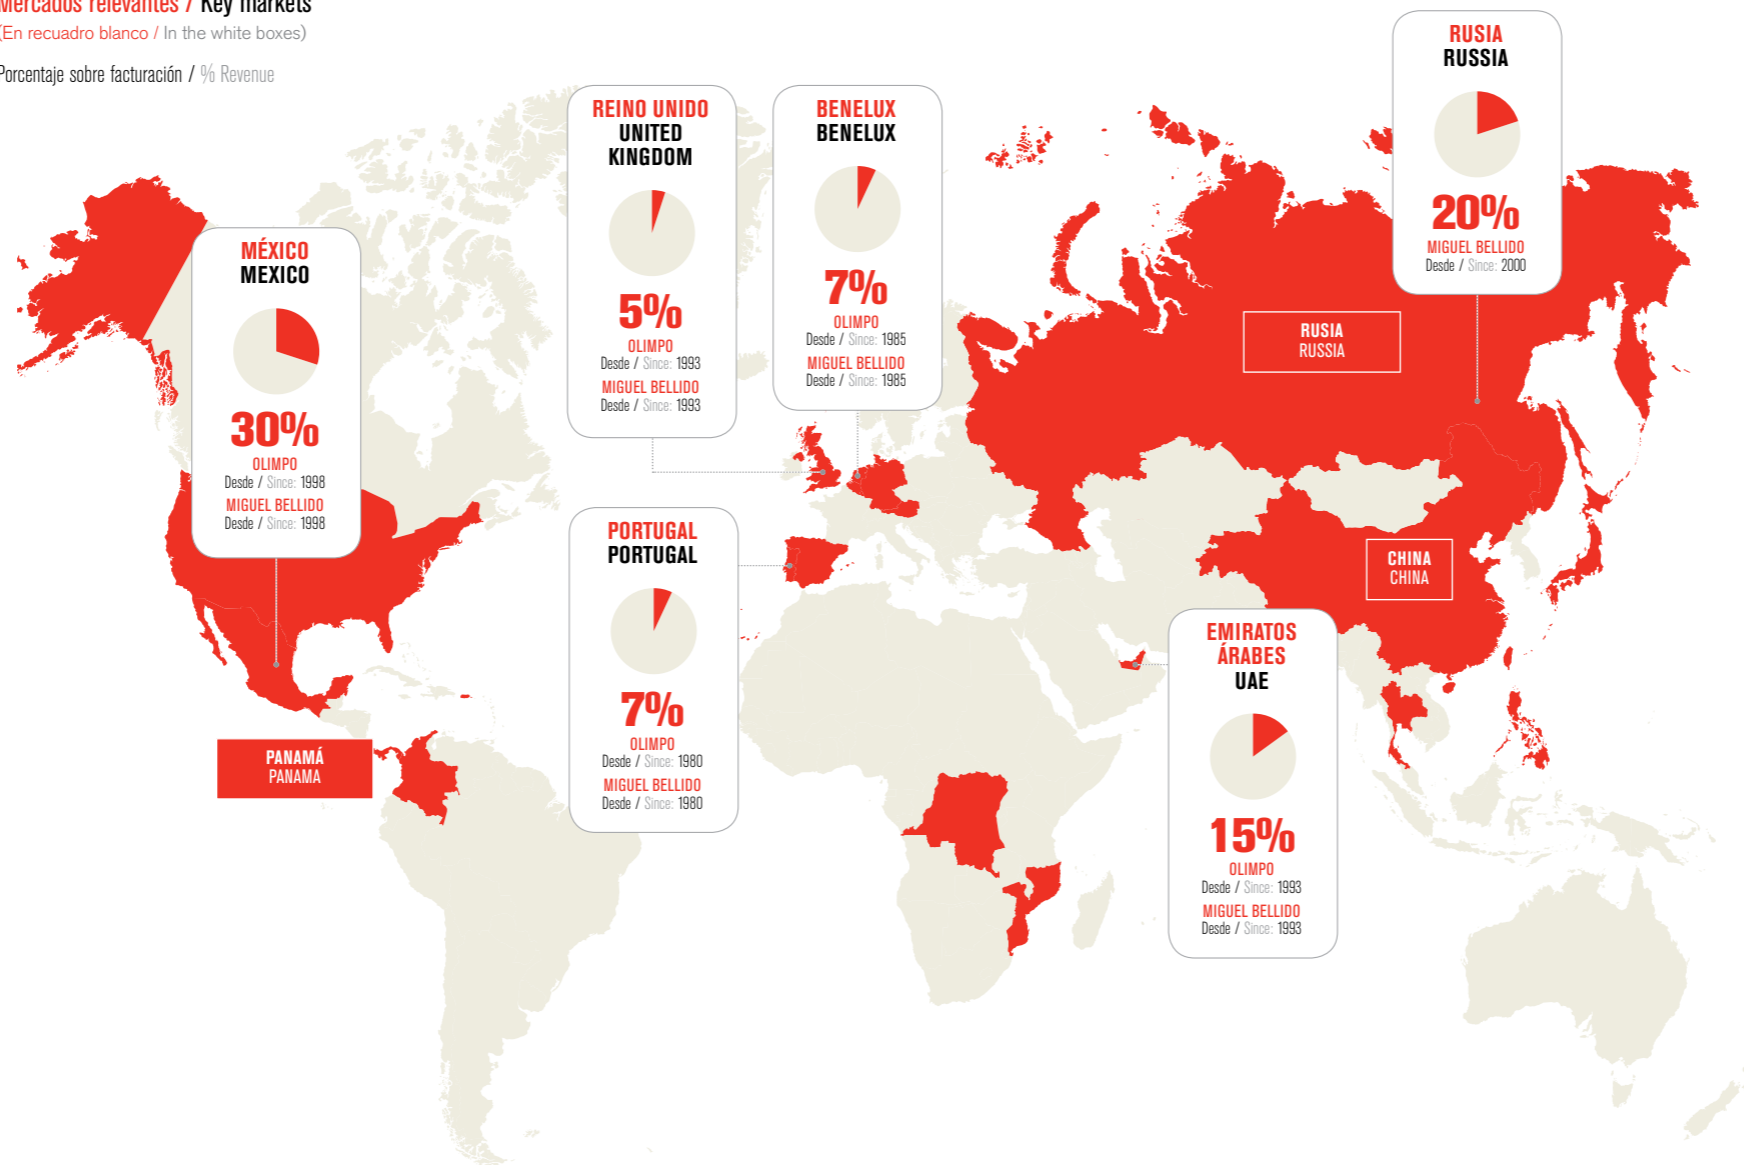 Mercados relevantes / Key markets
(En recuadro blanco / In the white boxes)
Porcentaje sobre facturación / % Revenue
MÉXICO
MEXICO
30%
OLIMPO
Desde / Since: 1998
MIGUEL BELLIDO
Desde / Since: 1998
REINO UNIDO
UNITED
KINGDOM
5%
OLIMPO
Desde / Since: 1993
MIGUEL BELLIDO
Desde / Since: 1993
BENELUX
BENELUX
7%
OLIMPO
Desde / Since: 1985
MIGUEL BELLIDO
Desde / Since: 1985
RUSIA
RUSSIA
20%
MIGUEL BELLIDO
Desde / Since: 2000
RUSIA
RUSSIA
CHINA
CHINA
PORTUGAL
PORTUGAL
7%
OLIMPO
Desde / Since: 1980
MIGUEL BELLIDO
Desde / Since: 1980
EMIRATOS
ÁRABES
UAE
15%
OLIMPO
Desde / Since: 1993
MIGUEL BELLIDO
Desde / Since: 1993
PANAMÁ
PANAMA